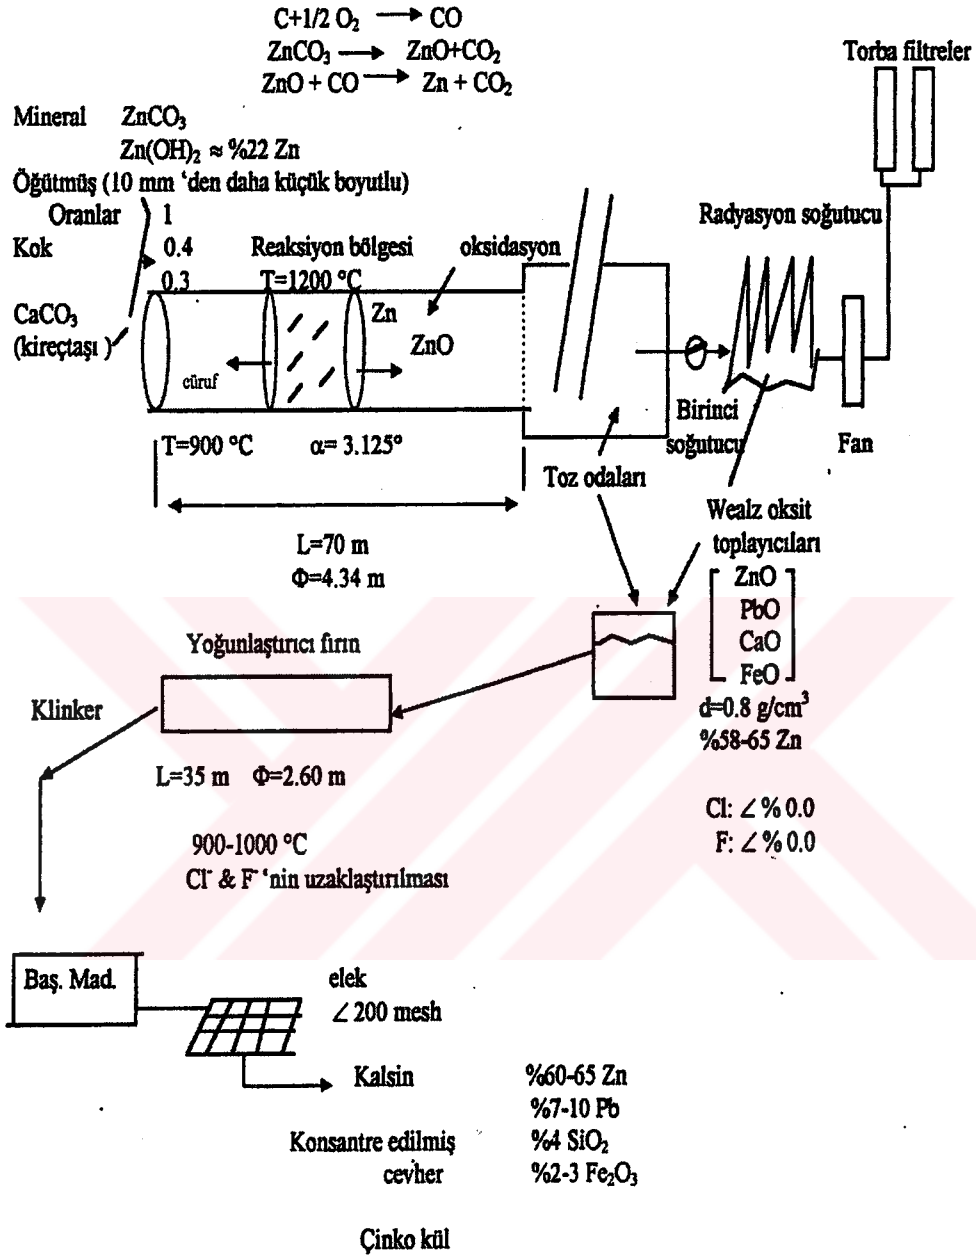 C+1/2 O₂ → CO
ZnCO₃ → ZnO+CO₂
ZnO + CO → Zn + CO₂
Torba filtreler
Mineral ZnCO₃
Zn(OH)₂ ≈ %22 Zn
Öğütmüş (10 mm 'den daha küçük boyutlu)
Oranlar 1
Radyasyon soğutucu
Kok 0.4 Reaksiyon bölgesi oksidasyon
0.3 T=1200 °C
CaCO₃
(kireçtaşı)
Zn
ZnO
cüruf
Birinci
soğutucu
Fan
T=900 °C α= 3.125°
Toz odaları
Wealz oksit
toplayıcıları
L=70 m
Φ=4.34 m
ZnO
PbO
CaO
FeO
d=0.8 g/cm³
%58-65 Zn
Yoğunlaştırıcı fırın
Klinker
L=35 m Φ=2.60 m
Cl: ∠ % 0.0
F: ∠ % 0.0
900-1000 °C
Cl⁻ & F⁻ 'nin uzaklaştırılması
Baş. Mad.
elek
∠ 200 mesh
Kalsin %60-65 Zn
%7-10 Pb
Konsantre edilmiş %4 SiO₂
cevher %2-3 Fe₂O₃
Çinko kül